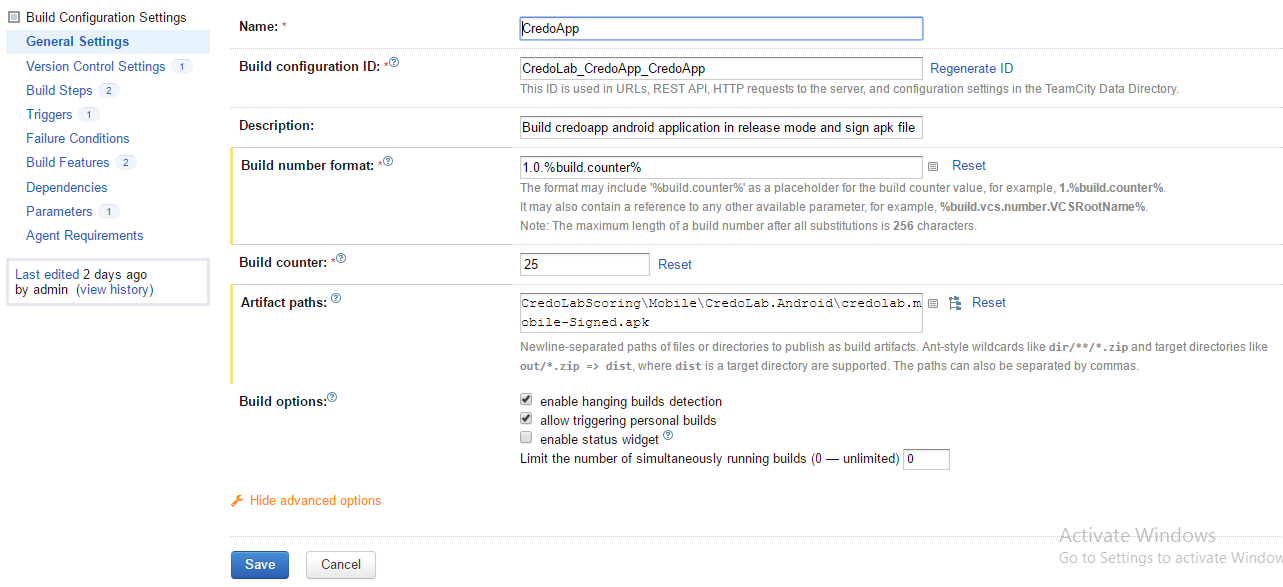 Build Configuration Settings
General Settings
Version Control Settings 1
Build Steps 2
Triggers 1
Failure Conditions
Build Features 2
Dependencies
Parameters 1
Agent Requirements
Last edited 2 days ago
by admin (view history)
Name: *
CredoApp
Build configuration ID: * ?
CredoLab_CredoApp_CredoApp
Regenerate ID
This ID is used in URLs, REST API, HTTP requests to the server, and configuration settings in the TeamCity Data Directory.
Description:
Build credoapp android application in release mode and sign apk file
Build number format: * ?
1.0.%build.counter%
Reset
The format may include '%build.counter%' as a placeholder for the build counter value, for example, 1.%build.counter%.
It may also contain a reference to any other available parameter, for example, %build.vcs.number.VCSRootName%.
Note: The maximum length of a build number after all substitutions is 256 characters.
Build counter: * ?
25
Reset
Artifact paths: ?
CredoLabScoring\Mobile\CredoLab.Android\credolab.m
obile-Signed.apk
Reset
Newline-separated paths of files or directories to publish as build artifacts. Ant-style wildcards like dir/**/*.zip and target directories like
out/*.zip => dist, where dist is a target directory are supported. The paths can also be separated by commas.
Build options: ?
enable hanging builds detection
allow triggering personal builds
enable status widget ?
Limit the number of simultaneously running builds (0 — unlimited) 0
Hide advanced options
Save
Cancel
Activate Windows
Go to Settings to activate Window